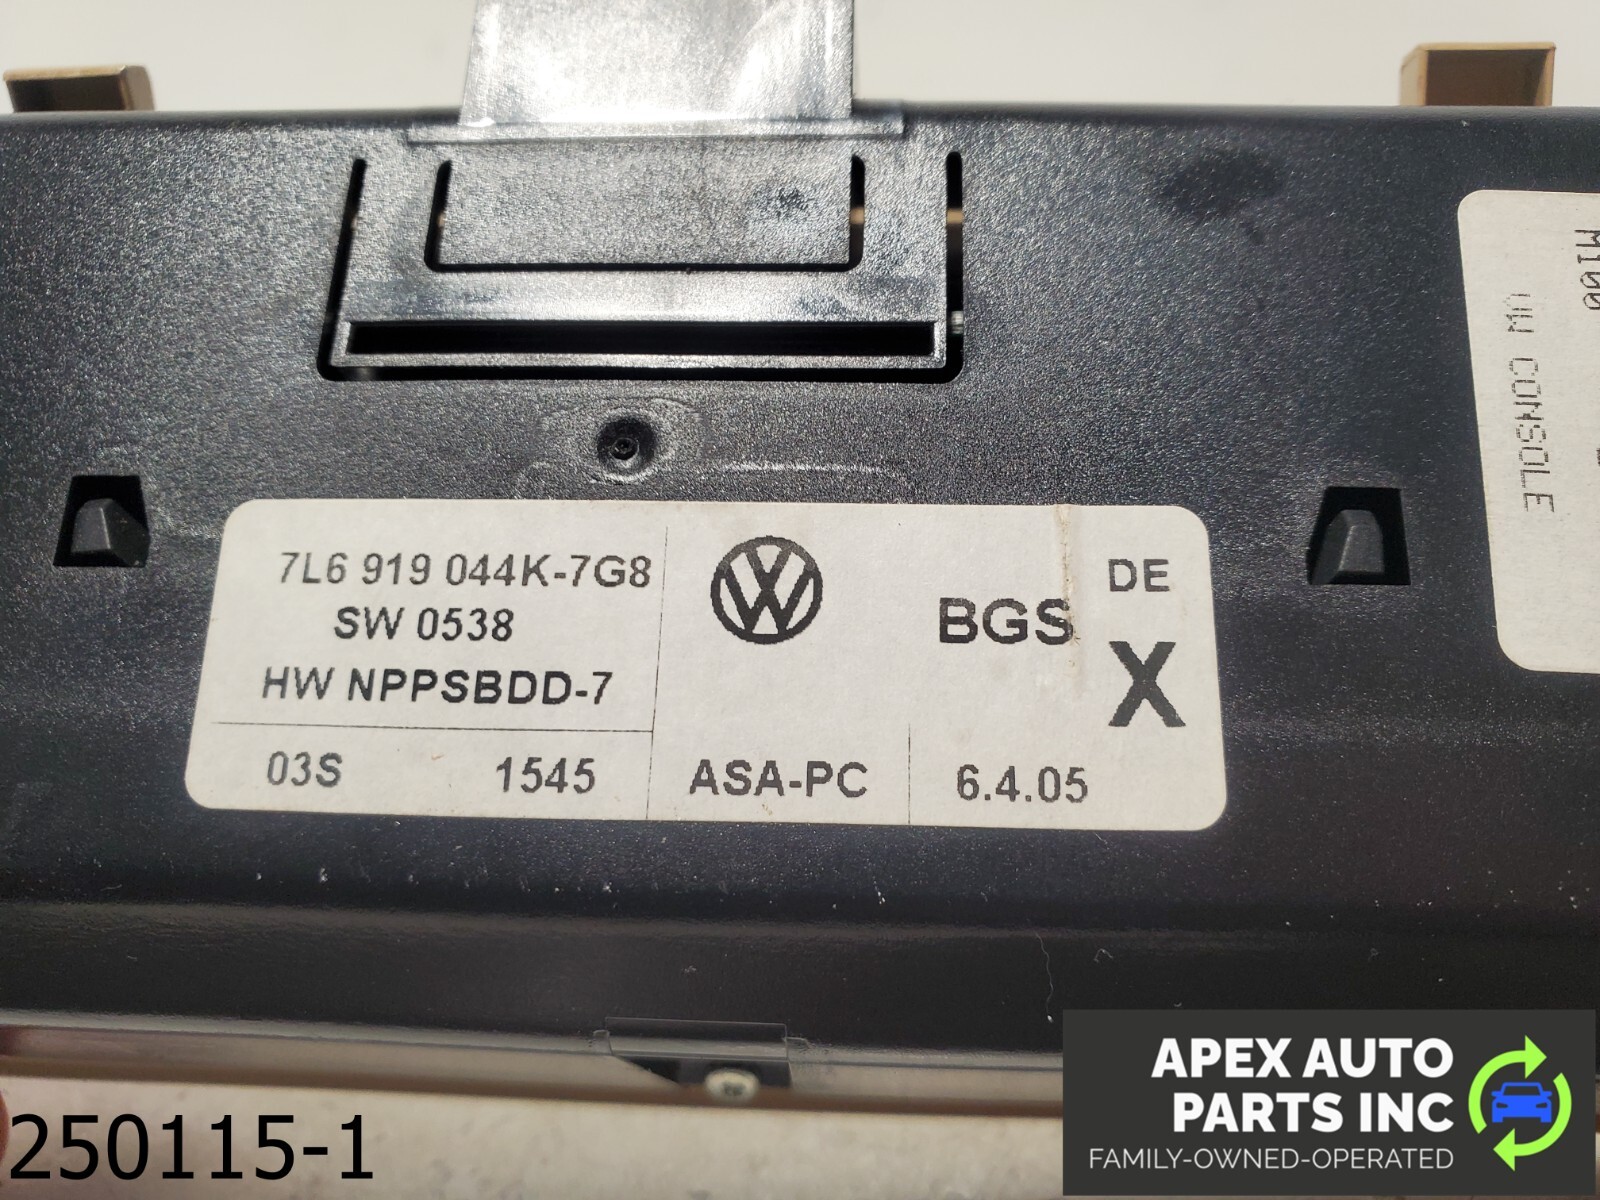 7L6 919 044K-7G8
SW 0538
HW NPPSBDD-7
03S 1545
ASA-PC
BGS
DE
X
6.4.05
M100
VW CONSOLE
250115-1
APEX AUTO
PARTS INC
FAMILY-OWNED-OPERATED